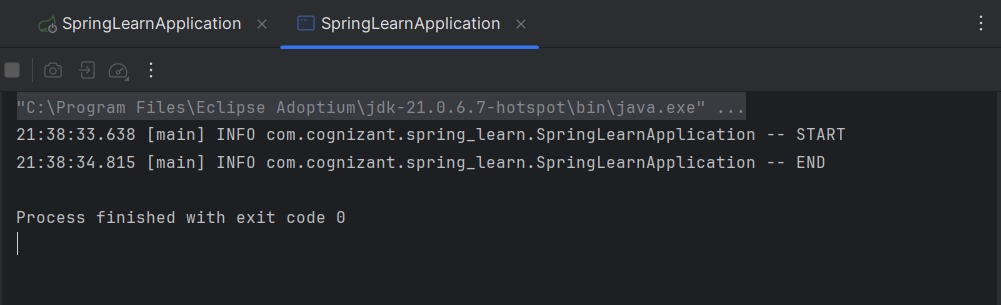 SpringLearnApplication SpringLearnApplication
"C:\Program Files\Eclipse Adoptium\jdk-21.0.6.7-hotspot\bin\java.exe" ...
21:38:33.638 [main] INFO com.cognizant.spring_learn.SpringLearnApplication -- START
21:38:34.815 [main] INFO com.cognizant.spring_learn.SpringLearnApplication -- END
Process finished with exit code 0